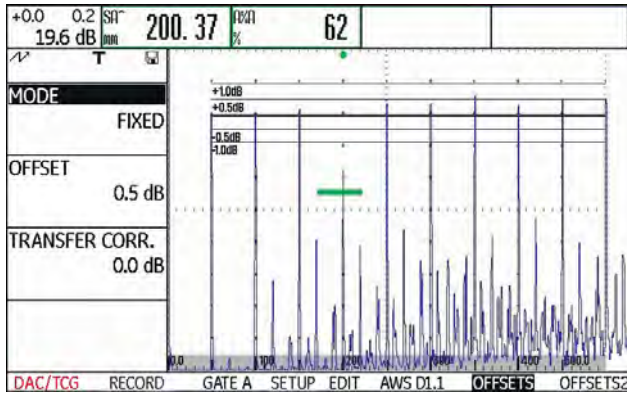 +0.0 0.2 SA^ 200.37 A%A 62
19.6 dB mm %
T
MODE
FIXED
OFFSET
0.5 dB
TRANSFER CORR.
0.0 dB
+1.0dB
+0.5dB
-0.5dB
-1.0dB
0.0 100 200 400 500.0
DAC/TCG RECORD GATE A SETUP EDIT AWS D1.1 OFFSETS OFFSETS2